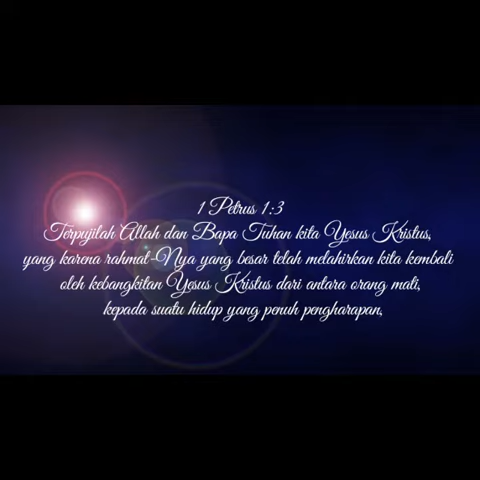 1 Petrus 1:3
Terpujilah Allah dan Bapa Tuhan kita Yesus Kristus,
yang karena rahmat-Nya yang besar telah melahirkan kita kembali
oleh kebangkitan Yesus Kristus dari antara orang mati,
kepada suatu hidup yang penuh pengharapan,